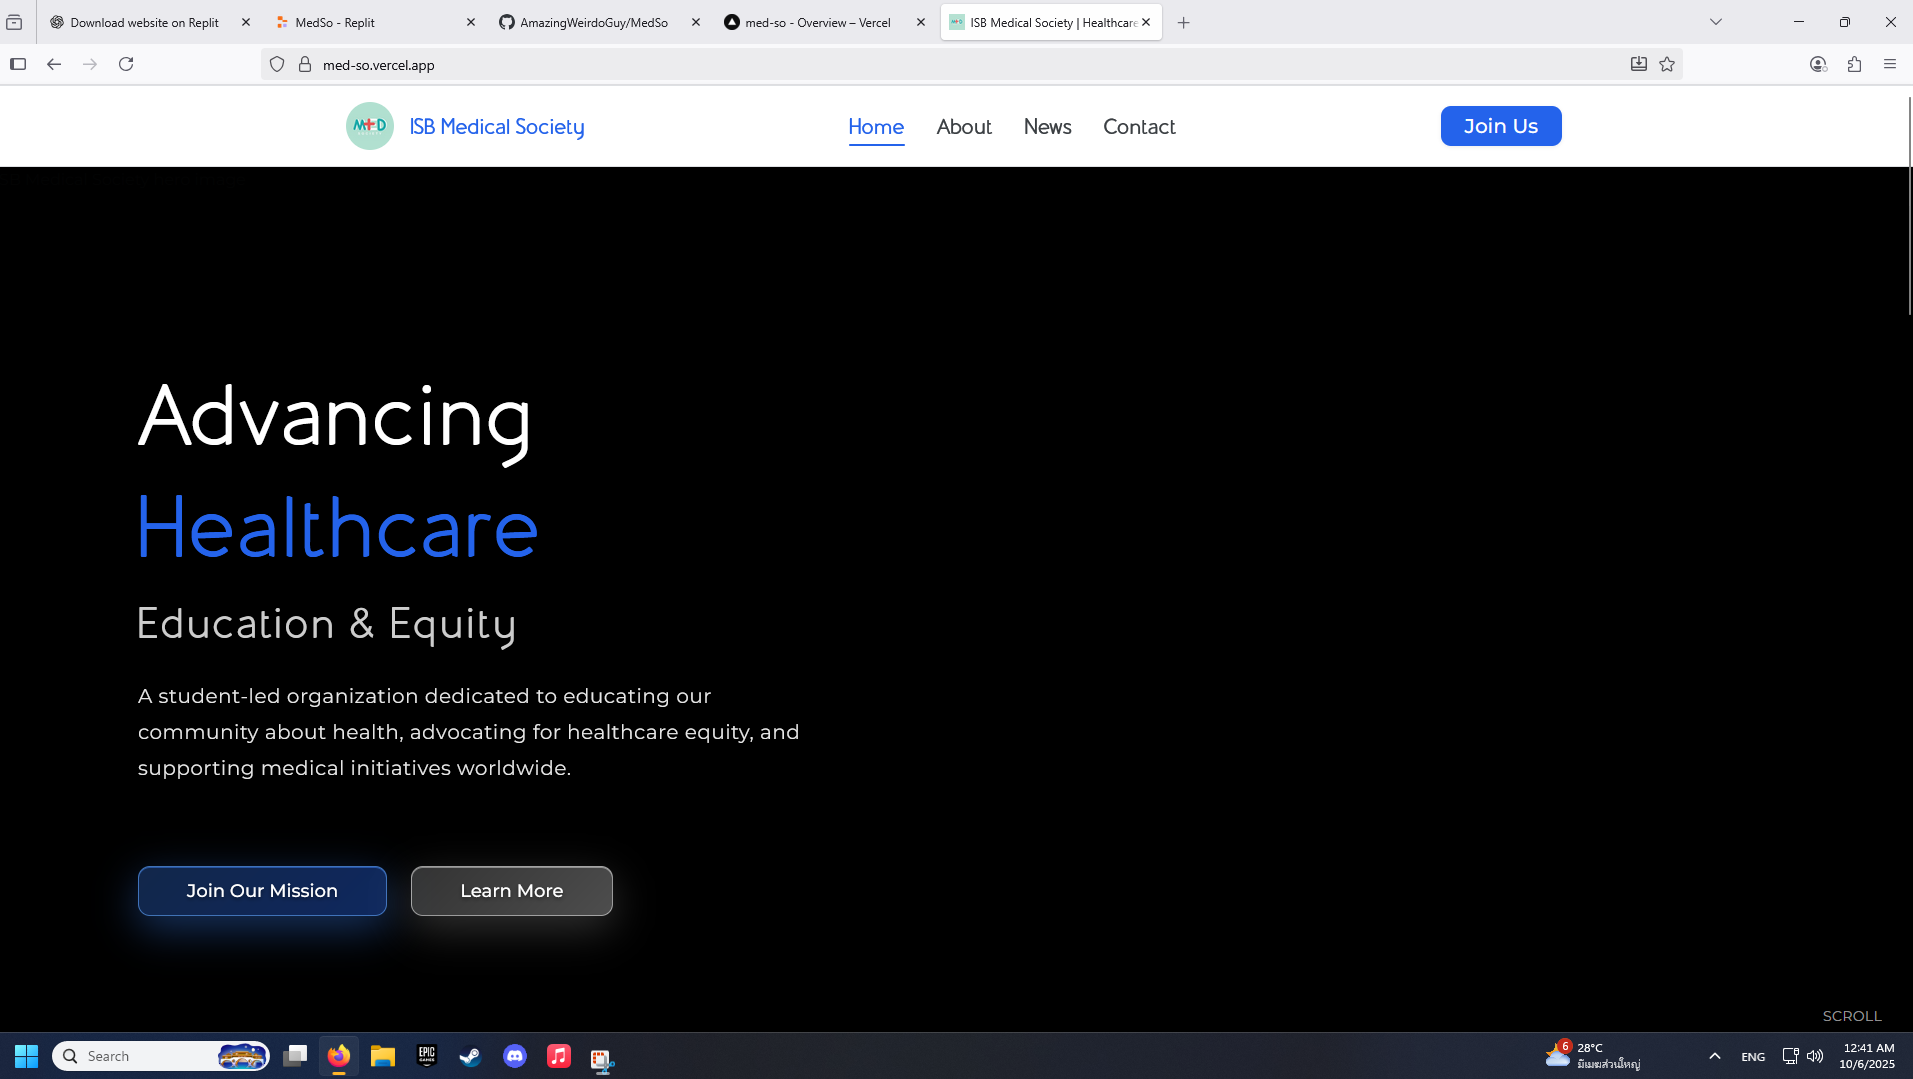 Download website on Replit
MedSo - Replit
AmazingWeirdoGuy/MedSo
med-so - Overview – Vercel
ISB Medical Society | Healthcare
med-so.vercel.app
MED
ISB Medical Society
Home
About
News
Contact
Join Us
Advancing
Healthcare
Education & Equity
A student-led organization dedicated to educating our
community about health, advocating for healthcare equity, and
supporting medical initiatives worldwide.
Join Our Mission
Learn More
SCROLL
Search
EPIC
GAMES
6
28°C
มีเมฆส่วนใหญ่
ENG
12:41 AM
10/6/2025